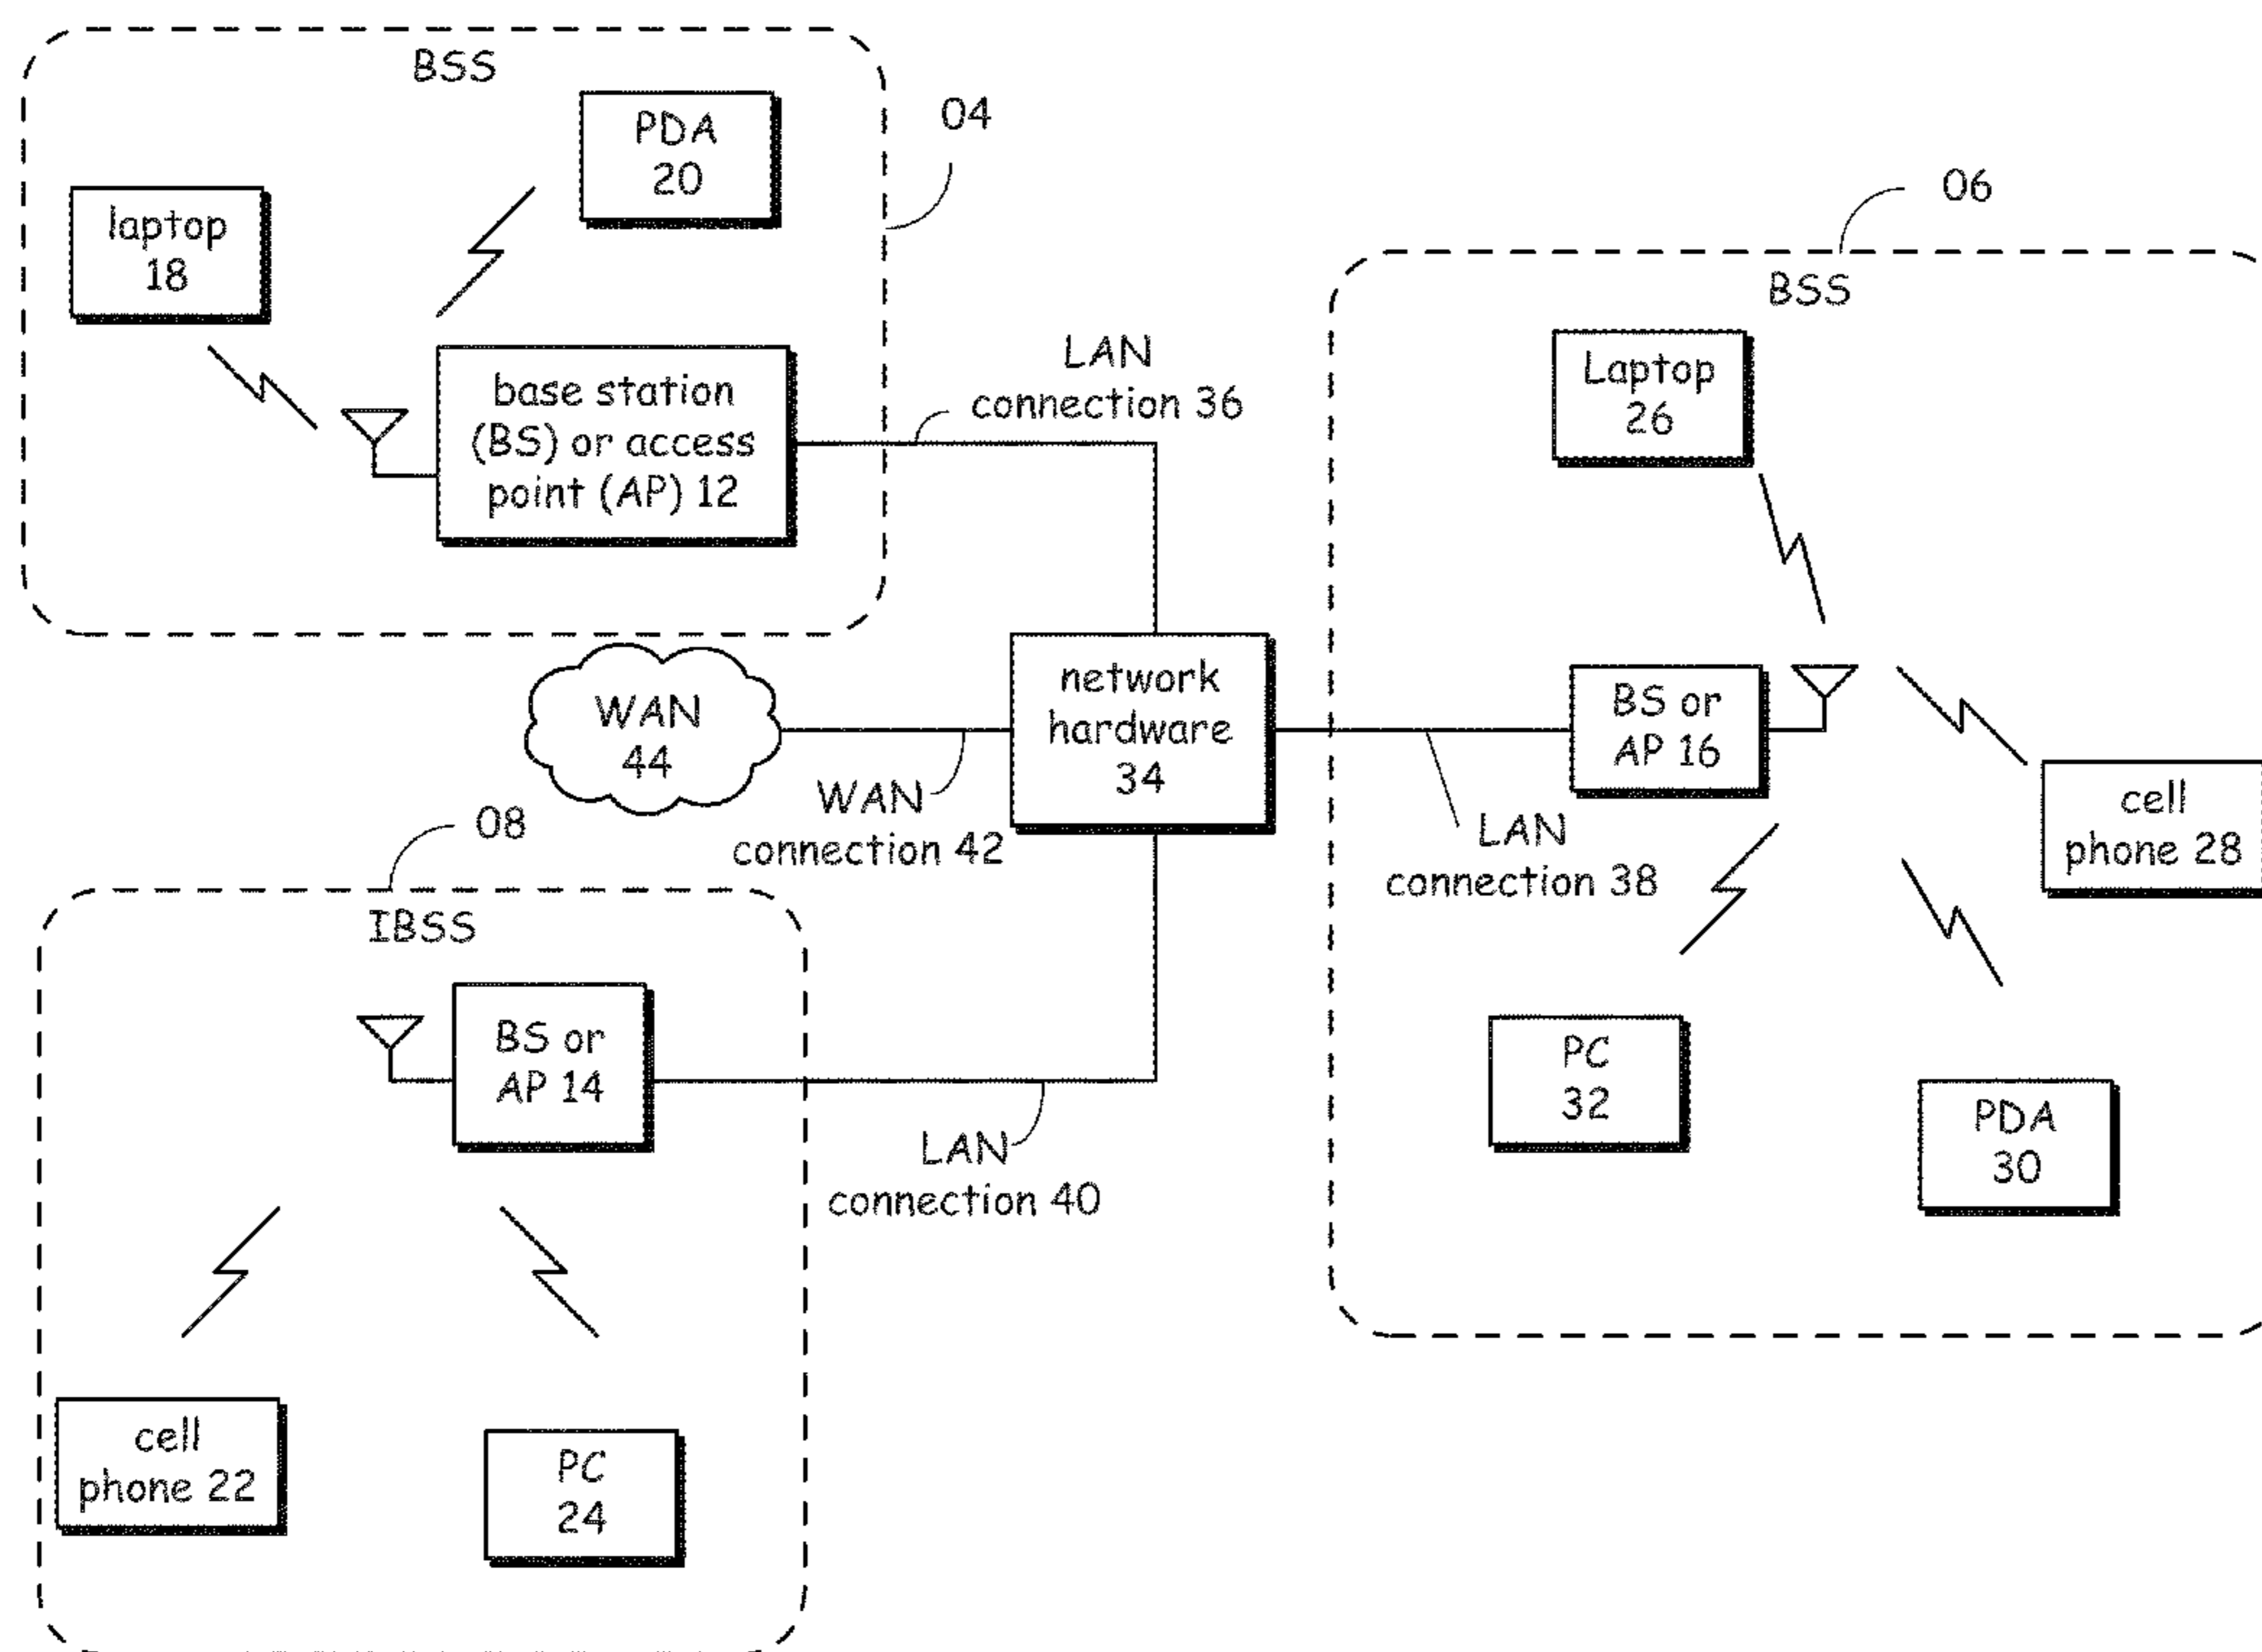 BSS
PDA
20
04
laptop
18
base station
(BS) or access
point (AP) 12
LAN
connection 36
06
BSS
Laptop
26
WAN
44
network
hardware
34
BS or
AP 16
WAN
connection 42
LAN
connection 38
cell
phone 28
08
IBSS
BS or
AP 14
LAN
connection 40
PC
32
PDA
30
cell
phone 22
PC
24